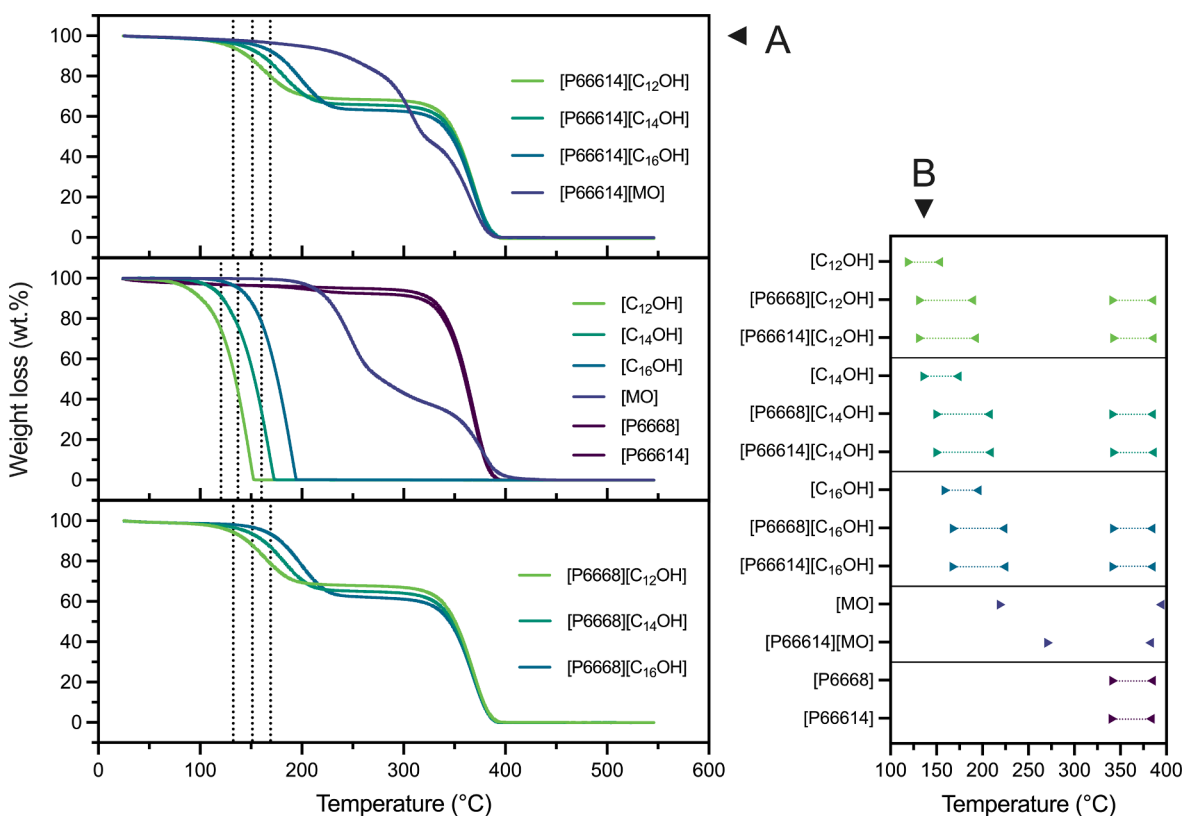 A
100
80
60
40
20
0
[P66614][C₁₂OH]
[P66614][C₁₄OH]
[P66614][C₁₆OH]
[P66614][MO]
Weight loss (wt.%)
100
80
60
40
20
0
[C₁₂OH]
[C₁₄OH]
[C₁₆OH]
[MO]
[P6668]
[P66614]
100
80
60
40
20
0
[P6668][C₁₂OH]
[P6668][C₁₄OH]
[P6668][C₁₆OH]
0 100 200 300 400 500 600
Temperature (°C)
B
[C₁₂OH]
[P6668][C₁₂OH]
[P66614][C₁₂OH]
[C₁₄OH]
[P6668][C₁₄OH]
[P66614][C₁₄OH]
[C₁₆OH]
[P6668][C₁₆OH]
[P66614][C₁₆OH]
[MO]
[P66614][MO]
[P6668]
[P66614]
100 150 200 250 300 350 400
Temperature (°C)